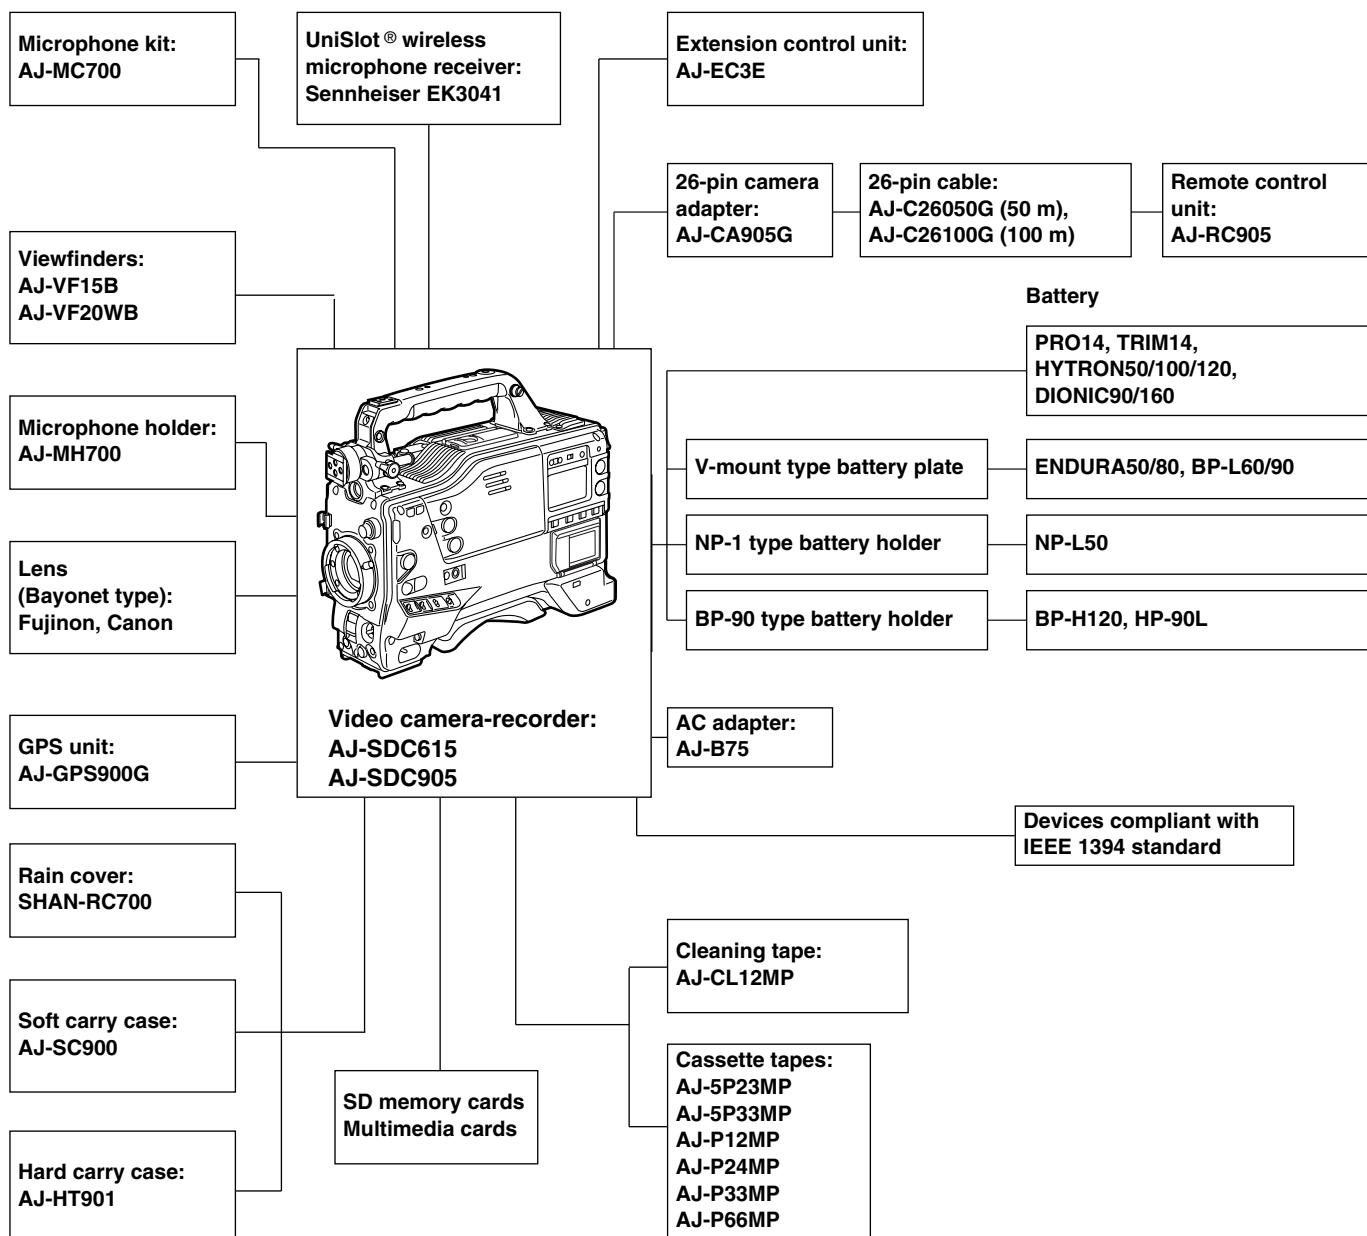 Microphone kit:
AJ-MC700
UniSlot ® wireless
microphone receiver:
Sennheiser EK3041
Extension control unit:
AJ-EC3E
26-pin camera
adapter:
AJ-CA905G
26-pin cable:
AJ-C26050G (50 m),
AJ-C26100G (100 m)
Remote control
unit:
AJ-RC905
Viewfinders:
AJ-VF15B
AJ-VF20WB
Battery
PRO14, TRIM14,
HYTRON50/100/120,
DIONIC90/160
Microphone holder:
AJ-MH700
V-mount type battery plate
ENDURA50/80, BP-L60/90
NP-1 type battery holder
NP-L50
Lens
(Bayonet type):
Fujinon, Canon
BP-90 type battery holder
BP-H120, HP-90L
Video camera-recorder:
AJ-SDC615
AJ-SDC905
AC adapter:
AJ-B75
GPS unit:
AJ-GPS900G
Devices compliant with
IEEE 1394 standard
Rain cover:
SHAN-RC700
Cleaning tape:
AJ-CL12MP
Soft carry case:
AJ-SC900
SD memory cards
Multimedia cards
Cassette tapes:
AJ-5P23MP
AJ-5P33MP
AJ-P12MP
AJ-P24MP
AJ-P33MP
AJ-P66MP
Hard carry case:
AJ-HT901